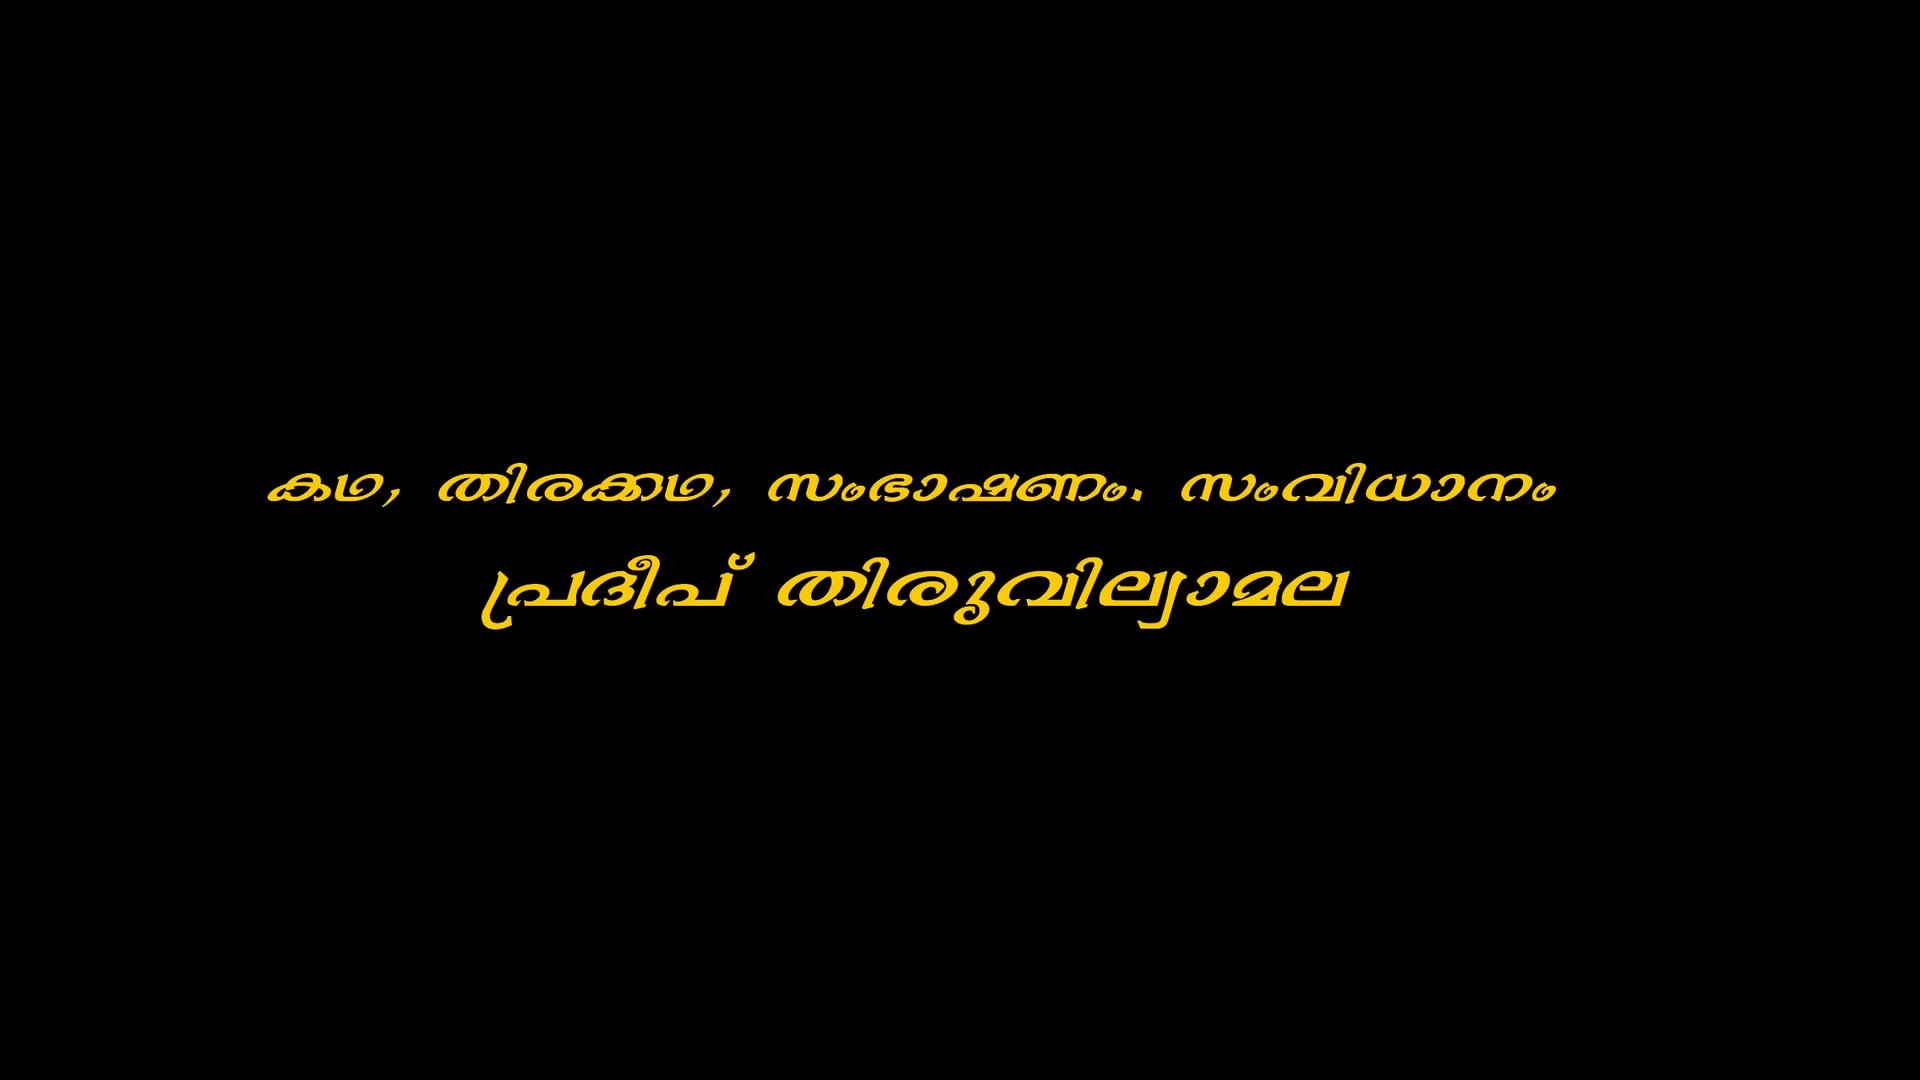 കഥ, തിരക്കഥ, സംഭാഷണം. സംവിധാനം
പ്രദീപ് തിരുവില്വാമല